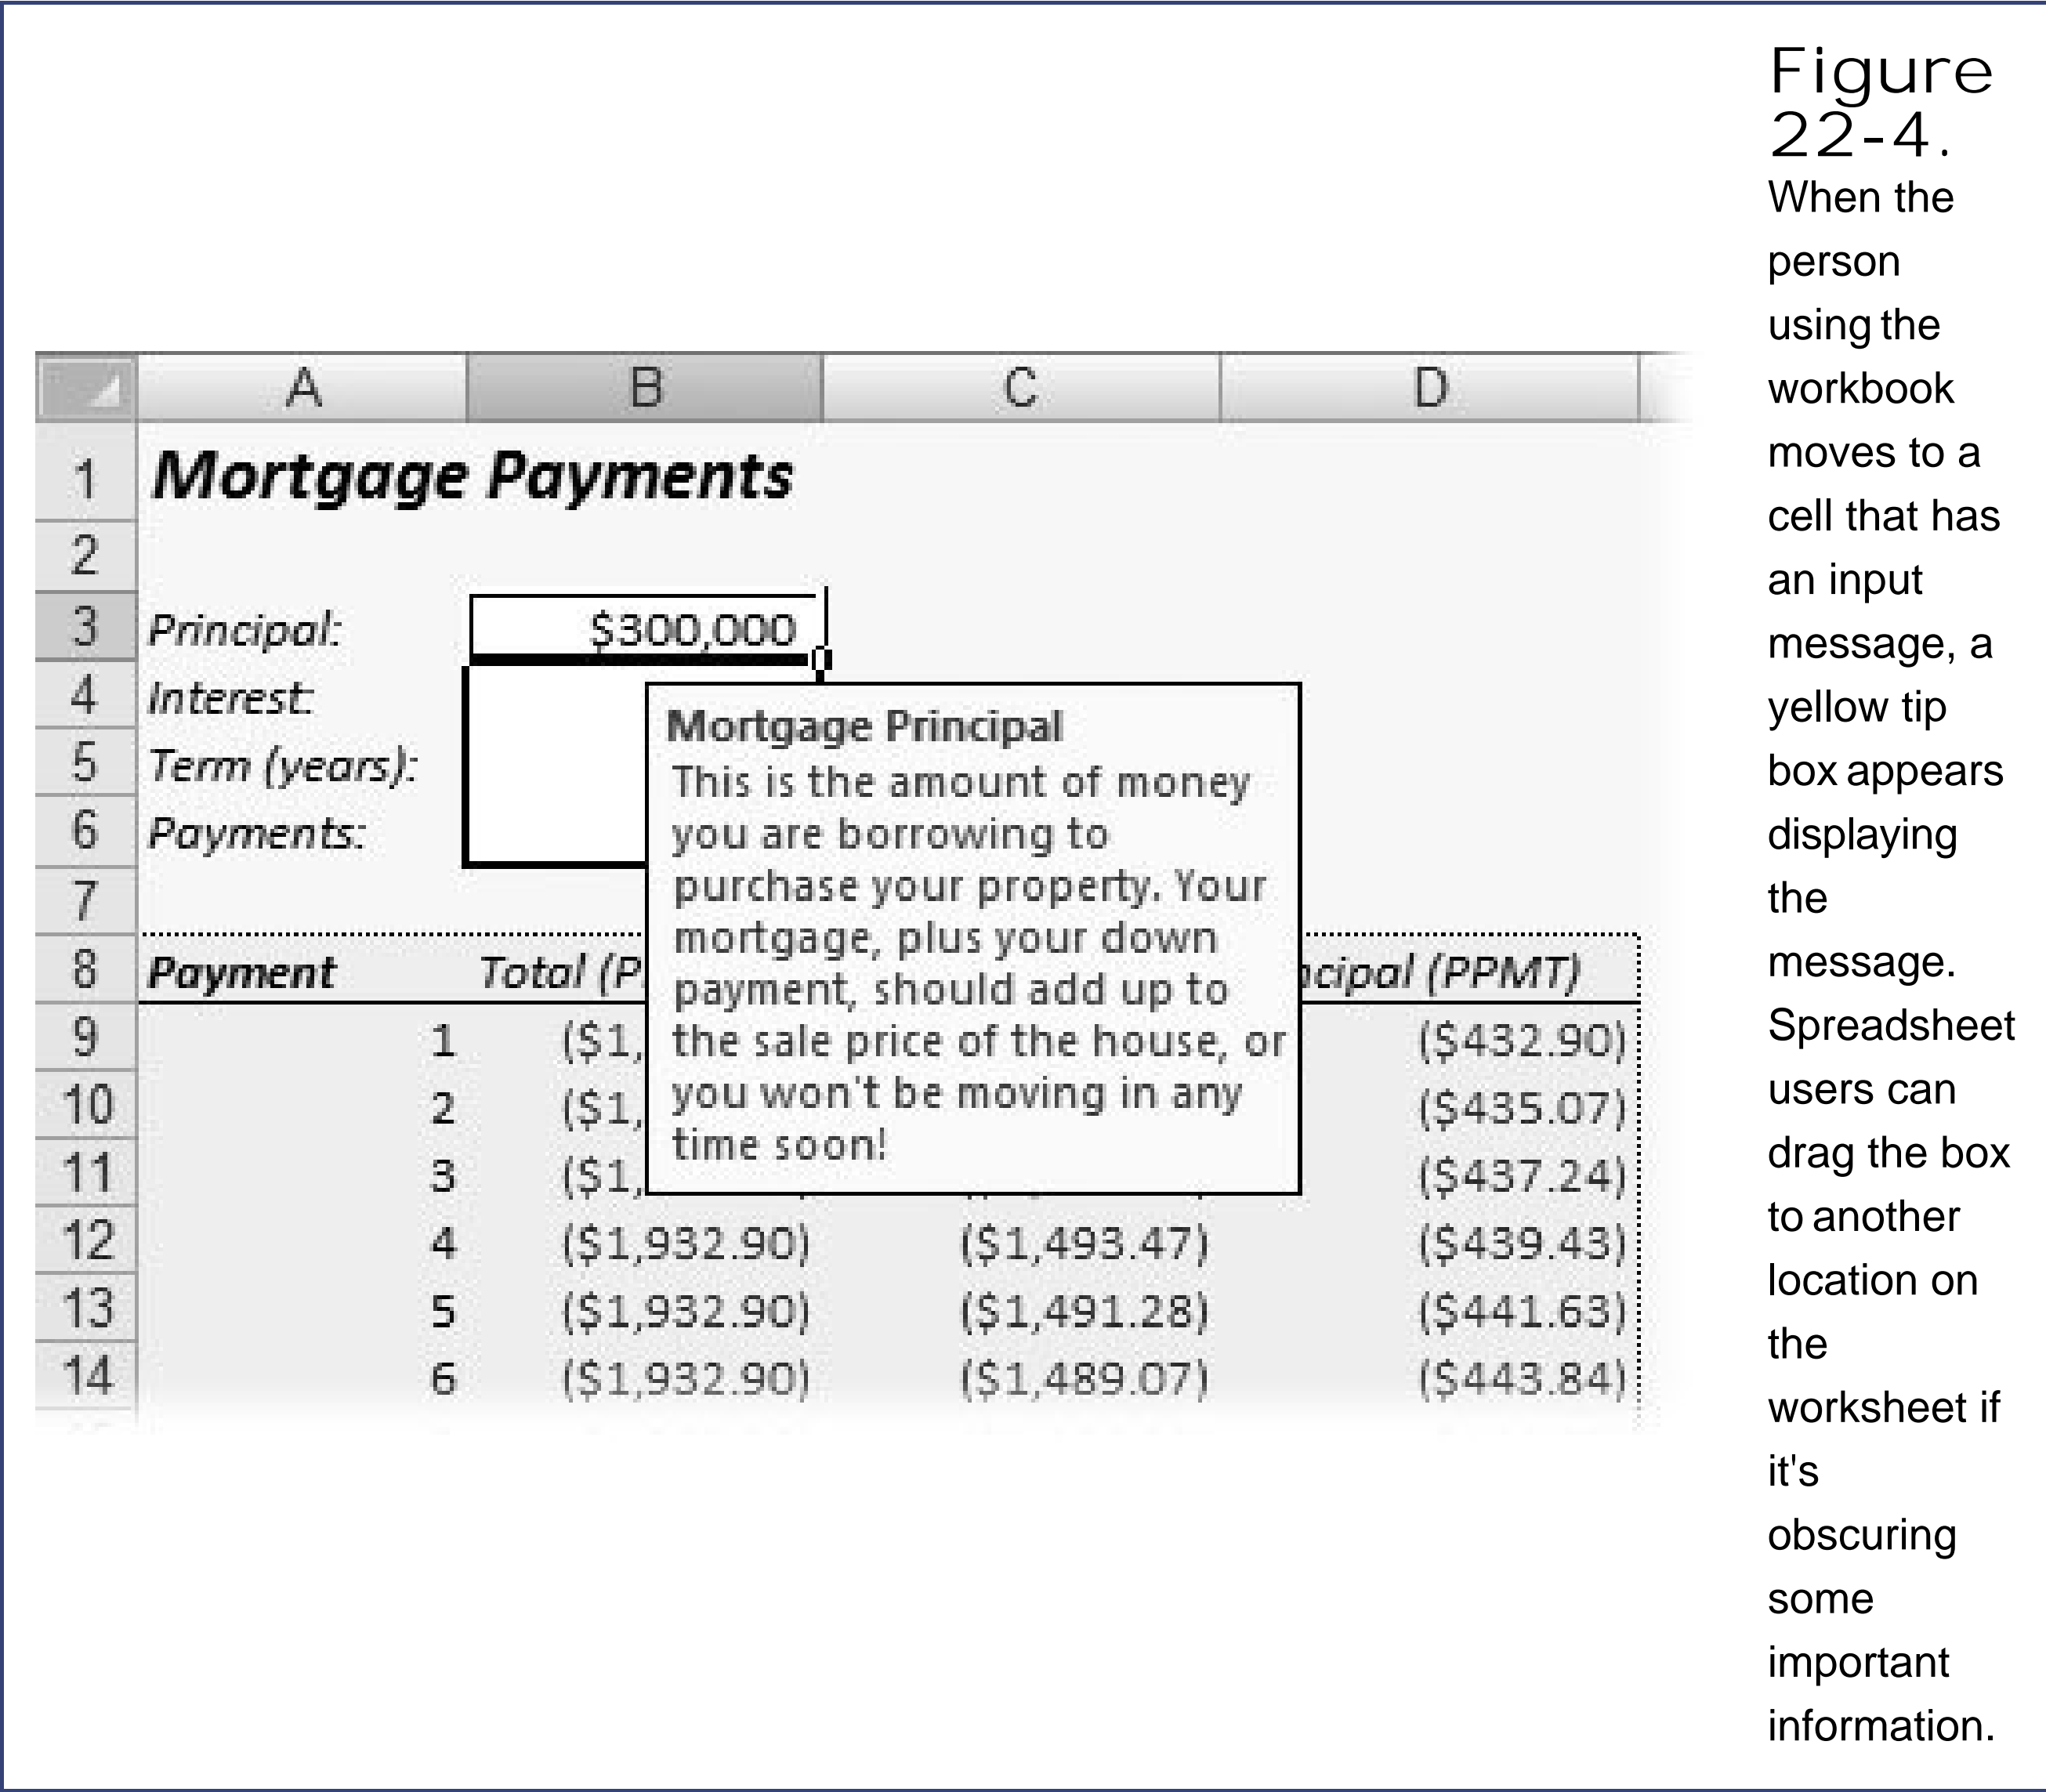 Figure
22-4.
When the
person
using the
workbook
moves to a
cell that has
an input
message, a
yellow tip
box appears
displaying
the
message.
Spreadsheet
users can
drag the box
to another
location on
the
worksheet if
it's
obscuring
some
important
information.
A B C D
1 Mortgage Payments
2
3 Principal: $300,000
4 Interest:
5 Term (years):
6 Payments:
7
Mortgage Principal
This is the amount of money
you are borrowing to
purchase your property. Your
mortgage, plus your down
payment, should add up to
the sale price of the house, or
you won't be moving in any
time soon!
8 Payment Total (P ncipal (PPMT)
9 1 ($1, ($432.90)
10 2 ($1, ($435.07)
11 3 ($1, ($437.24)
12 4 ($1,932.90) ($1,493.47) ($439.43)
13 5 ($1,932.90) ($1,491.28) ($441.63)
14 6 ($1,932.90) ($1,489.07) ($443.84)